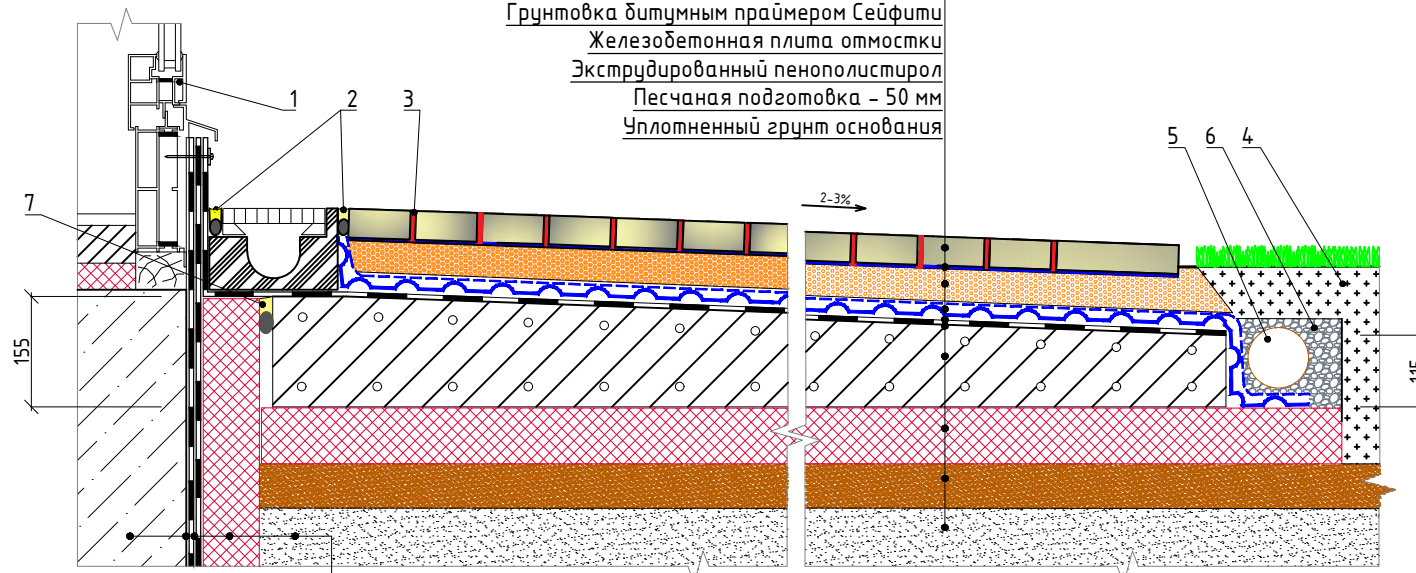 Грунтовка битумным праймером Сейфити
Железобетонная плита отмостки
Экструдированный пенополистирол
Песчаная подготовка – 50 мм
Уплотненный грунт основания
1
2
3
5
6
4
7
2-3%
155
115